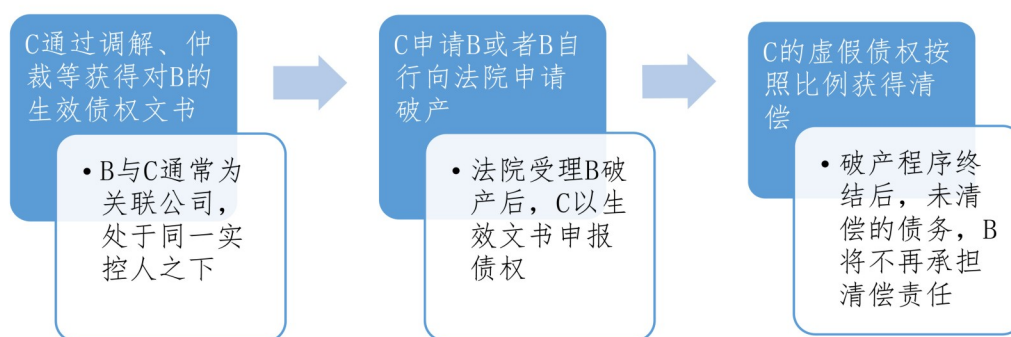 C通过调解、仲
裁等获得对B的
生效债权文书
• B与C通常为
关联公司，
处于同一实
控人之下
C申请B或者B自
行向法院申请
破产
• 法院受理B破
产后，C以生
效文书申报
债权
C的虚假债权按
照比例获得清
偿
• 破产程序终
结后，未清
偿的债务，B
将不再承担
清偿责任